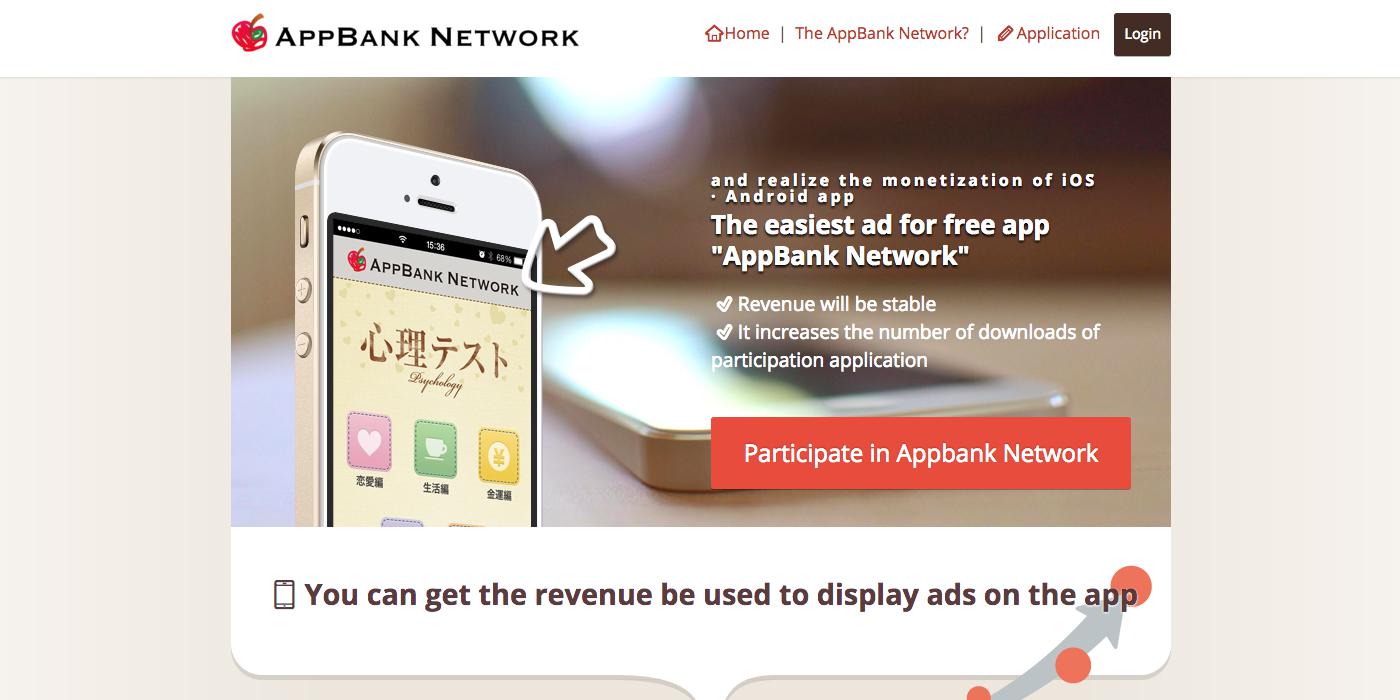 APPBANK NETWORK
Home | The AppBank Network? | Application Login
15:36 68%
APPBANK NETWORK
心理テスト
Psychology
恋愛編 生活編 金運編
and realize the monetization of iOS
· Android app
The easiest ad for free app
"AppBank Network"
Revenue will be stable
It increases the number of downloads of
participation application
Participate in Appbank Network
You can get the revenue be used to display ads on the app